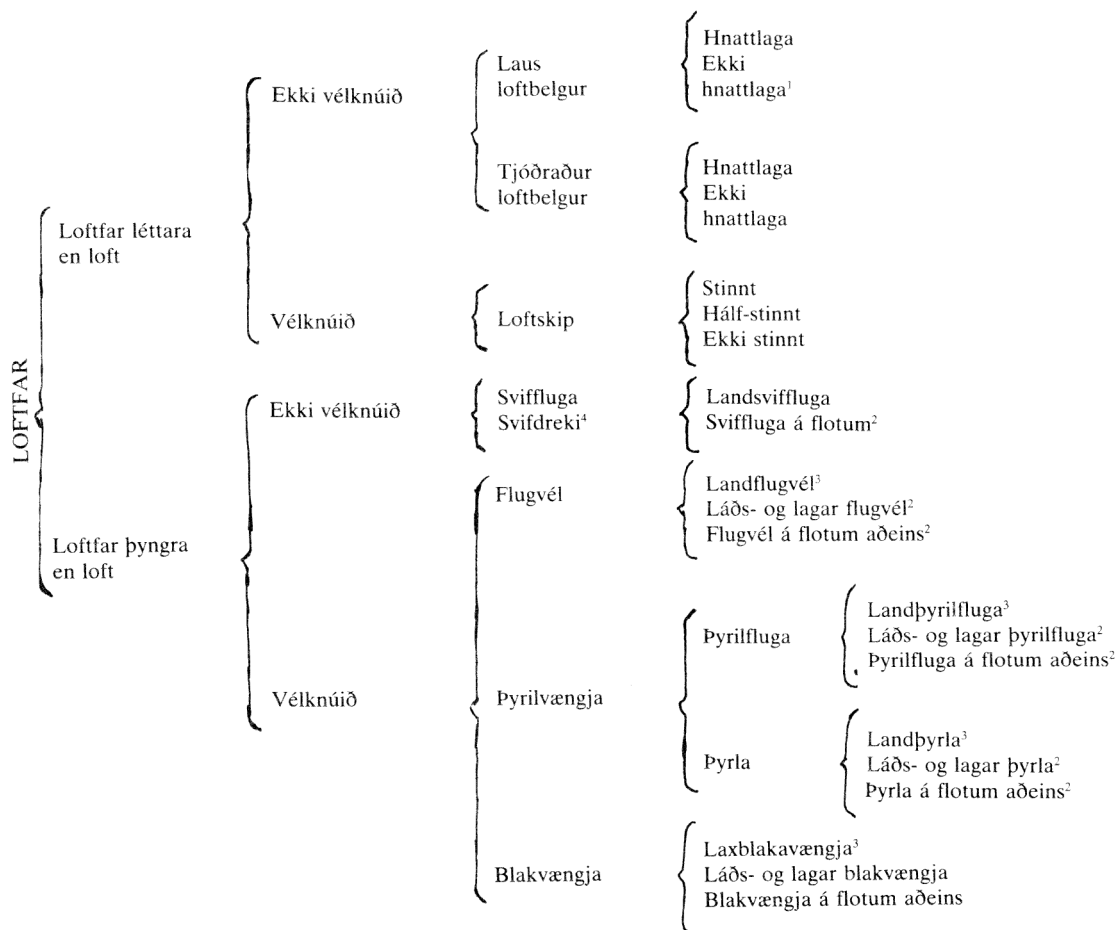 LOFTFAR
Loftfar léttara
en loft
Ekki vélknúið
Laus
loftbelgur
Hnattlaga
Ekki
hnattlaga¹
Tjóðraður
loftbelgur
Hnattlaga
Ekki
hnattlaga
Vélknúið
Loftskip
Stinnt
Hálf-stinnt
Ekki stinnt
Loftfar þyngra
en loft
Ekki vélknúið
Sviffluga
Svifdreki⁴
Landsviffluga
Sviffluga á flotum²
Vélknúið
Flugvél
Landflugvél³
Láðs- og lagar flugvél²
Flugvél á flotum aðeins²
Þyrilvængja
Þyrilfluga
Landþyrilfluga³
Láðs- og lagar þyrilfluga²
Þyrilfluga á flotum aðeins²
Þyrla
Landþyrla³
Láðs- og lagar þyrla²
Þyrla á flotum aðeins²
Blakvængja
Laxblakavængja³
Láðs- og lagar blakvængja
Blakvængja á flotum aðeins